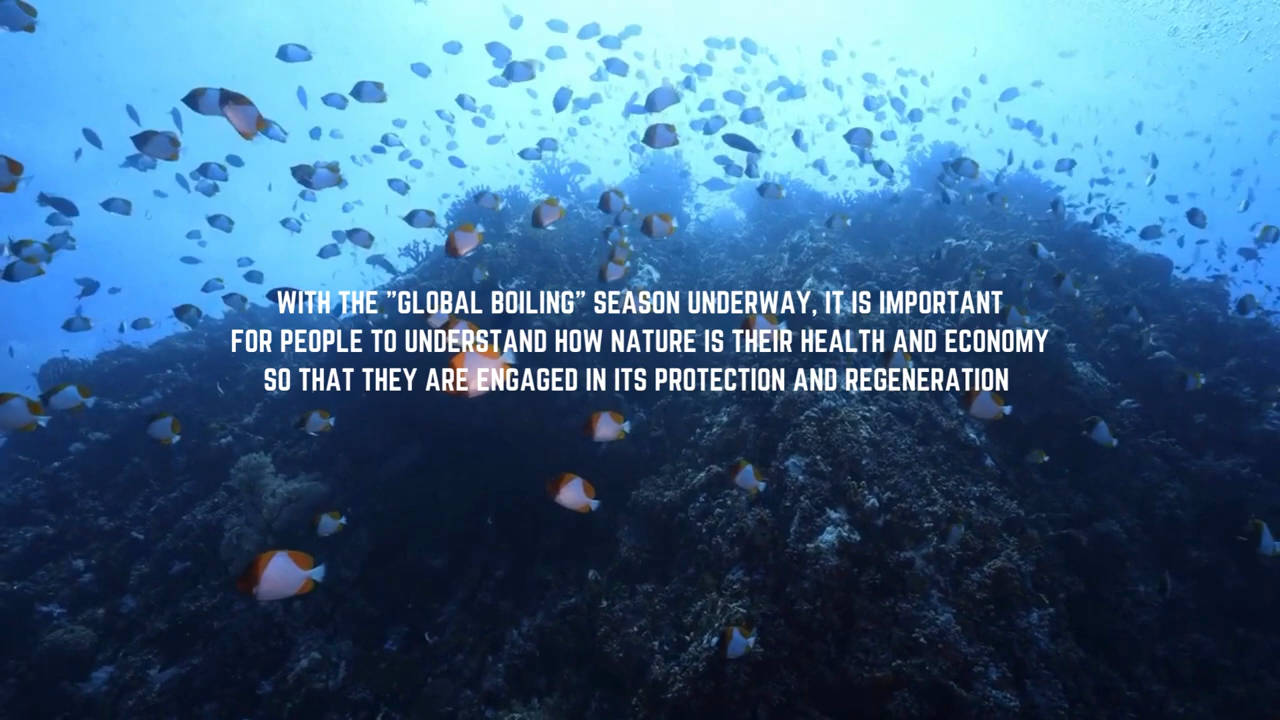 WITH THE "GLOBAL BOILING" SEASON UNDERWAY, IT IS IMPORTANT
FOR PEOPLE TO UNDERSTAND HOW NATURE IS THEIR HEALTH AND ECONOMY
SO THAT THEY ARE ENGAGED IN ITS PROTECTION AND REGENERATION